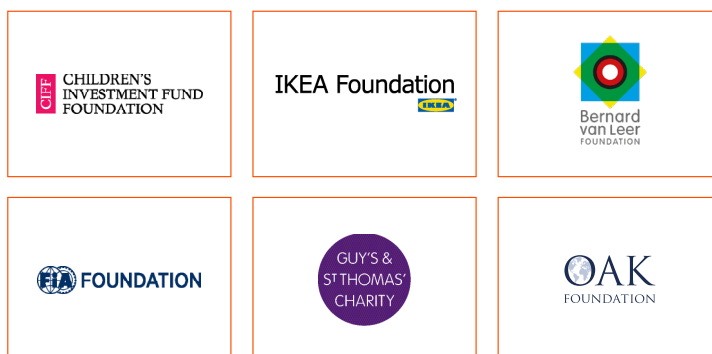 CIFF
CHILDREN'S
INVESTMENT FUND
FOUNDATION
IKEA Foundation
IKEA
Bernard
van Leer
FOUNDATION
FIA FOUNDATION
GUY'S &
ST THOMAS'
CHARITY
OAK
FOUNDATION